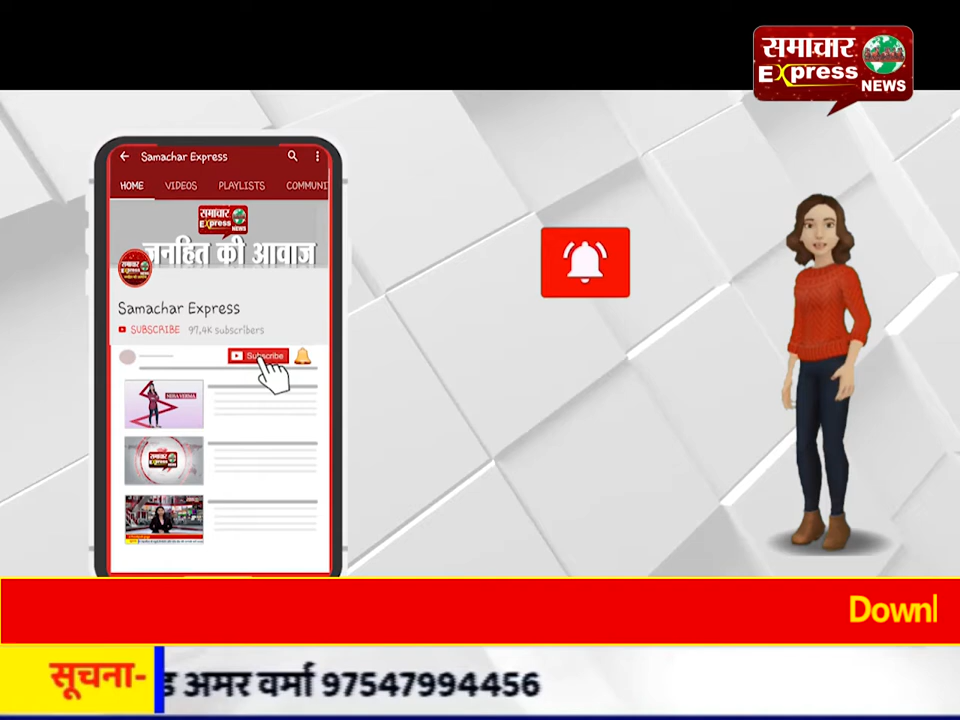 समाचार
Express
NEWS
Samachar Express
HOME VIDEOS PLAYLISTS COMMUNI
समाचार
Express
NEWS
जनहित की आवाज
Samachar Express
SUBSCRIBE 97,4K subscribers
Subscribe
Downl
सूचना- ड अमर वर्मा 97547994456